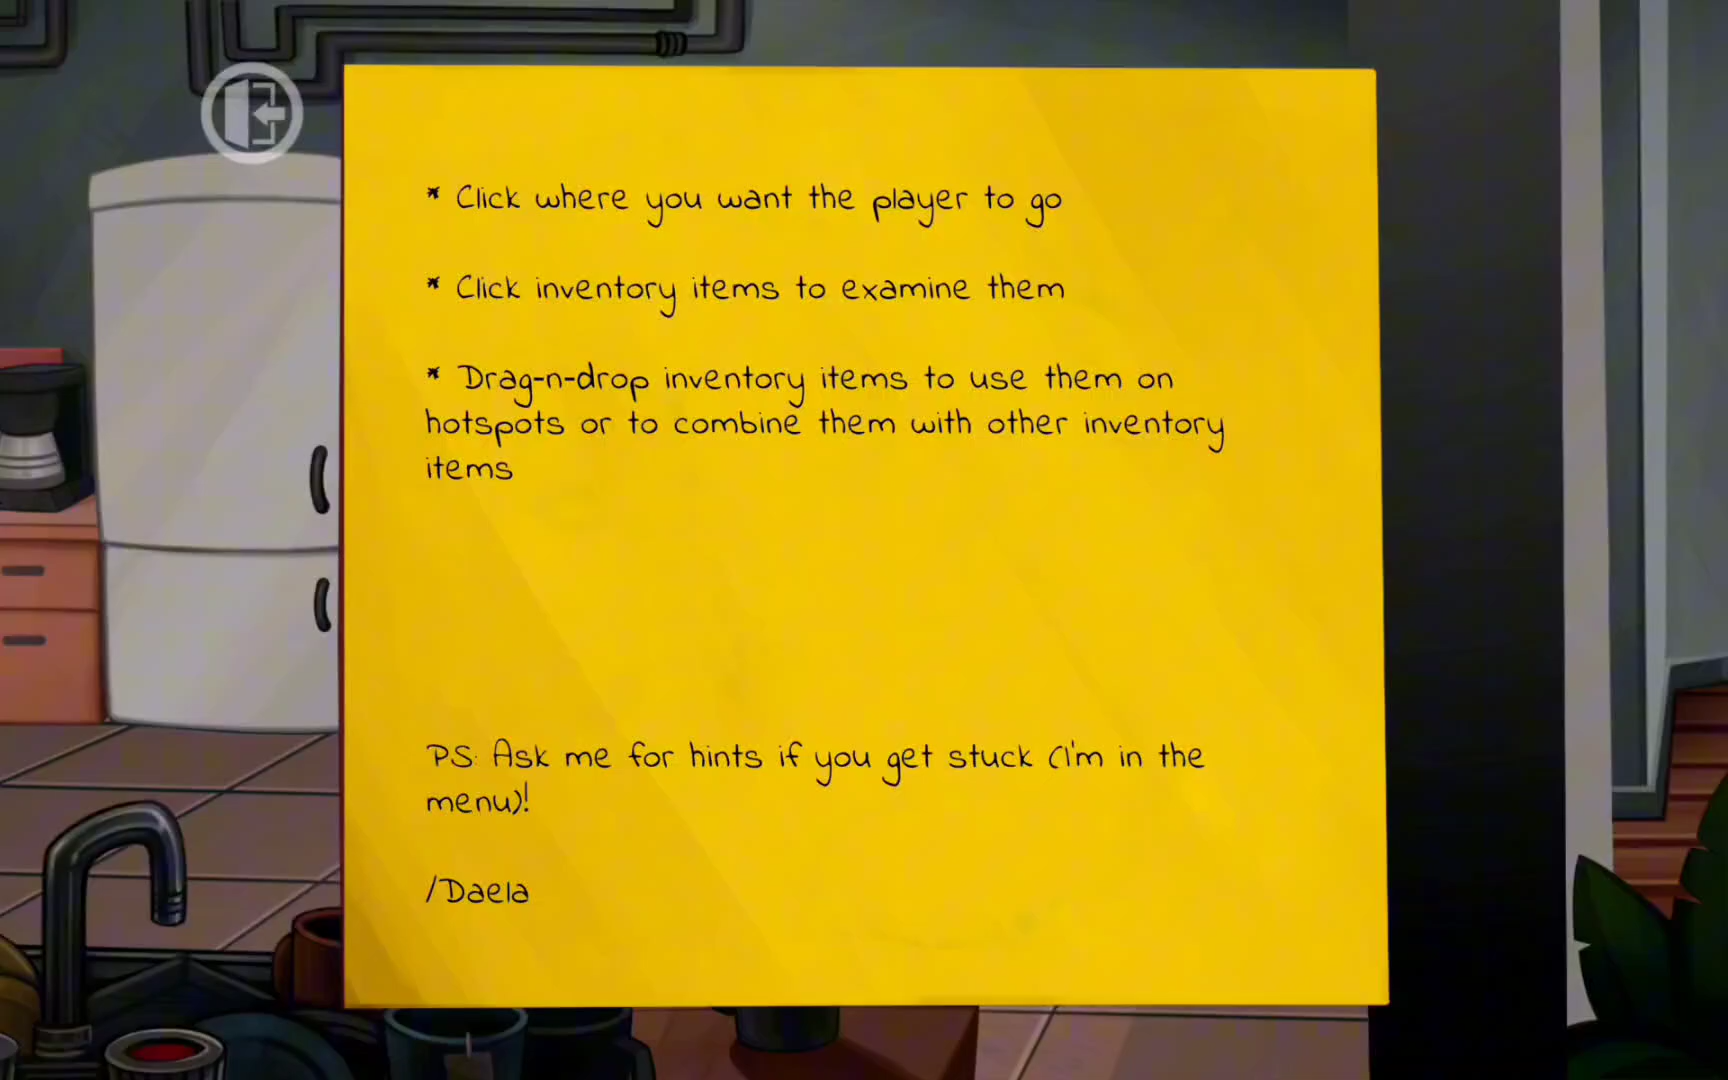 * Click where you want the player to go
* Click inventory items to examine them
* Drag-n-drop inventory items to use them on
hotspots or to combine them with other inventory
items
PS: Ask me for hints if you get stuck (I'm in the
menu)!
/Daela